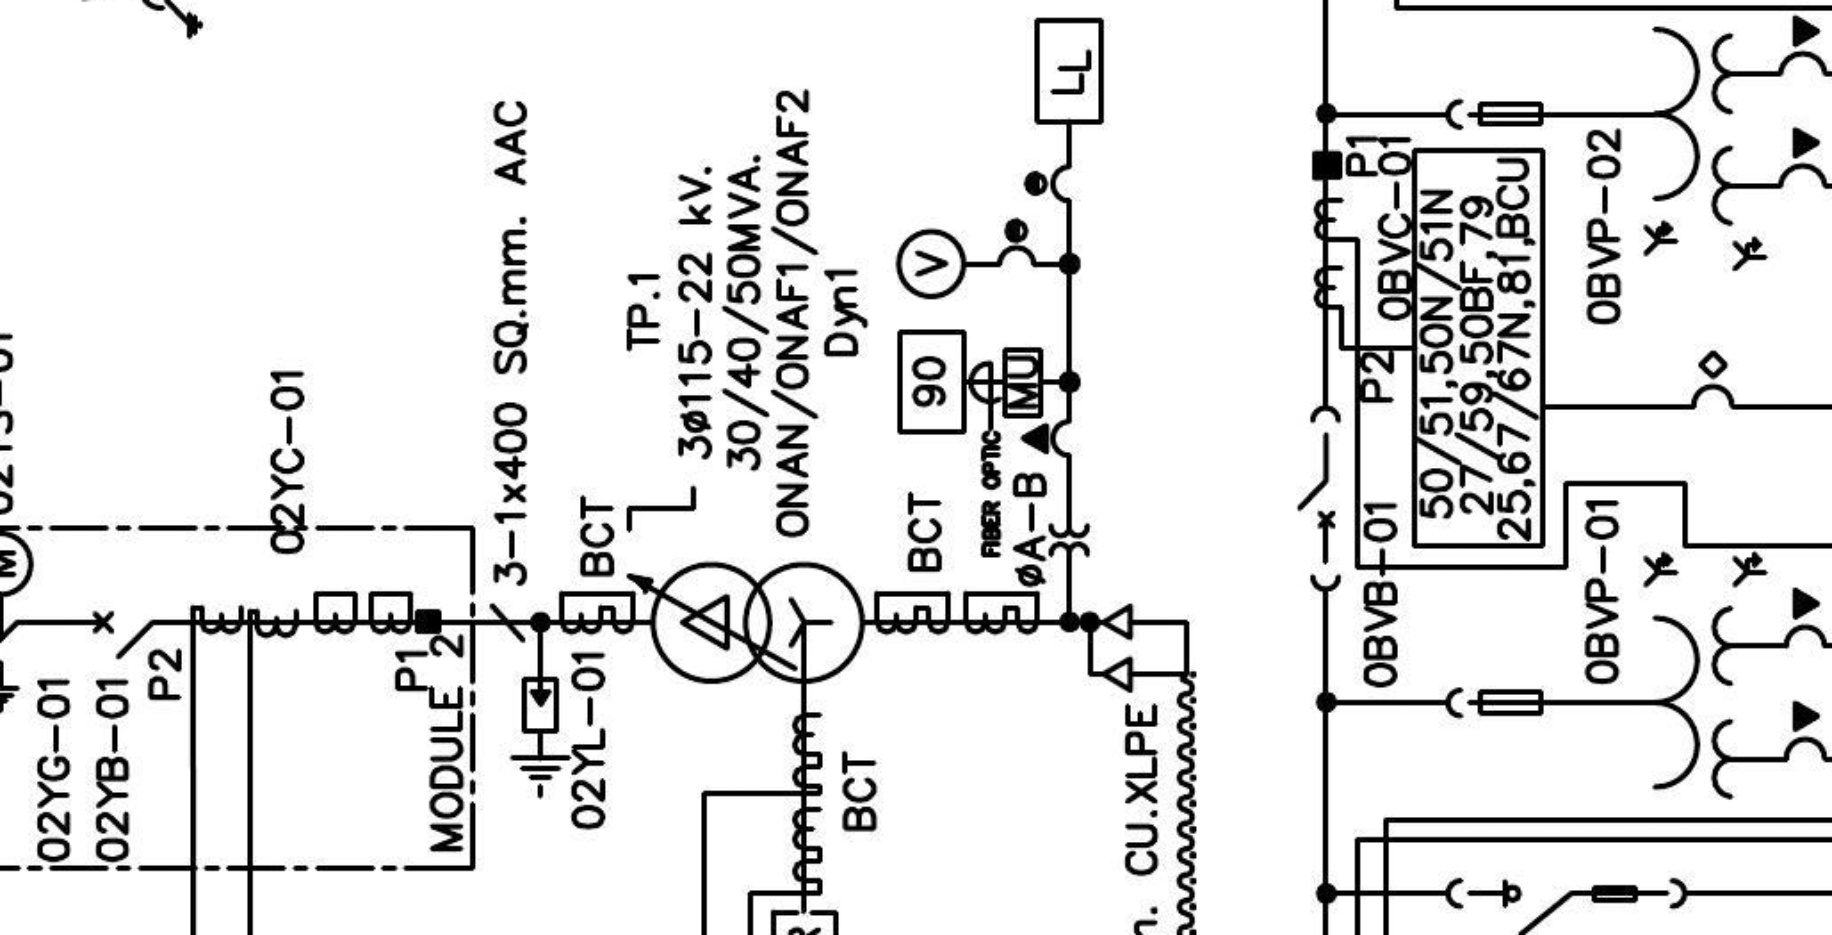 02YC-01
3-1x400 SQ.mm. AAC
BCT
TP.1
3ø115-22 kV.
30/40/50MVA.
ONAN/ONAF1/ONAF2
Dyn1
V
90
MU
LL
FIBER OPTIC
øA-B
BCT
M
02YG-01
02YB-01
P2
P1
MODULE 2
02YL-01
BCT
CU.XLPE
P1
0BVC-01
P2
50/51,50N/51N
27/59,50BF,79
25,67/67N,81,BCU
0BVP-02
0BVB-01
0BVP-01